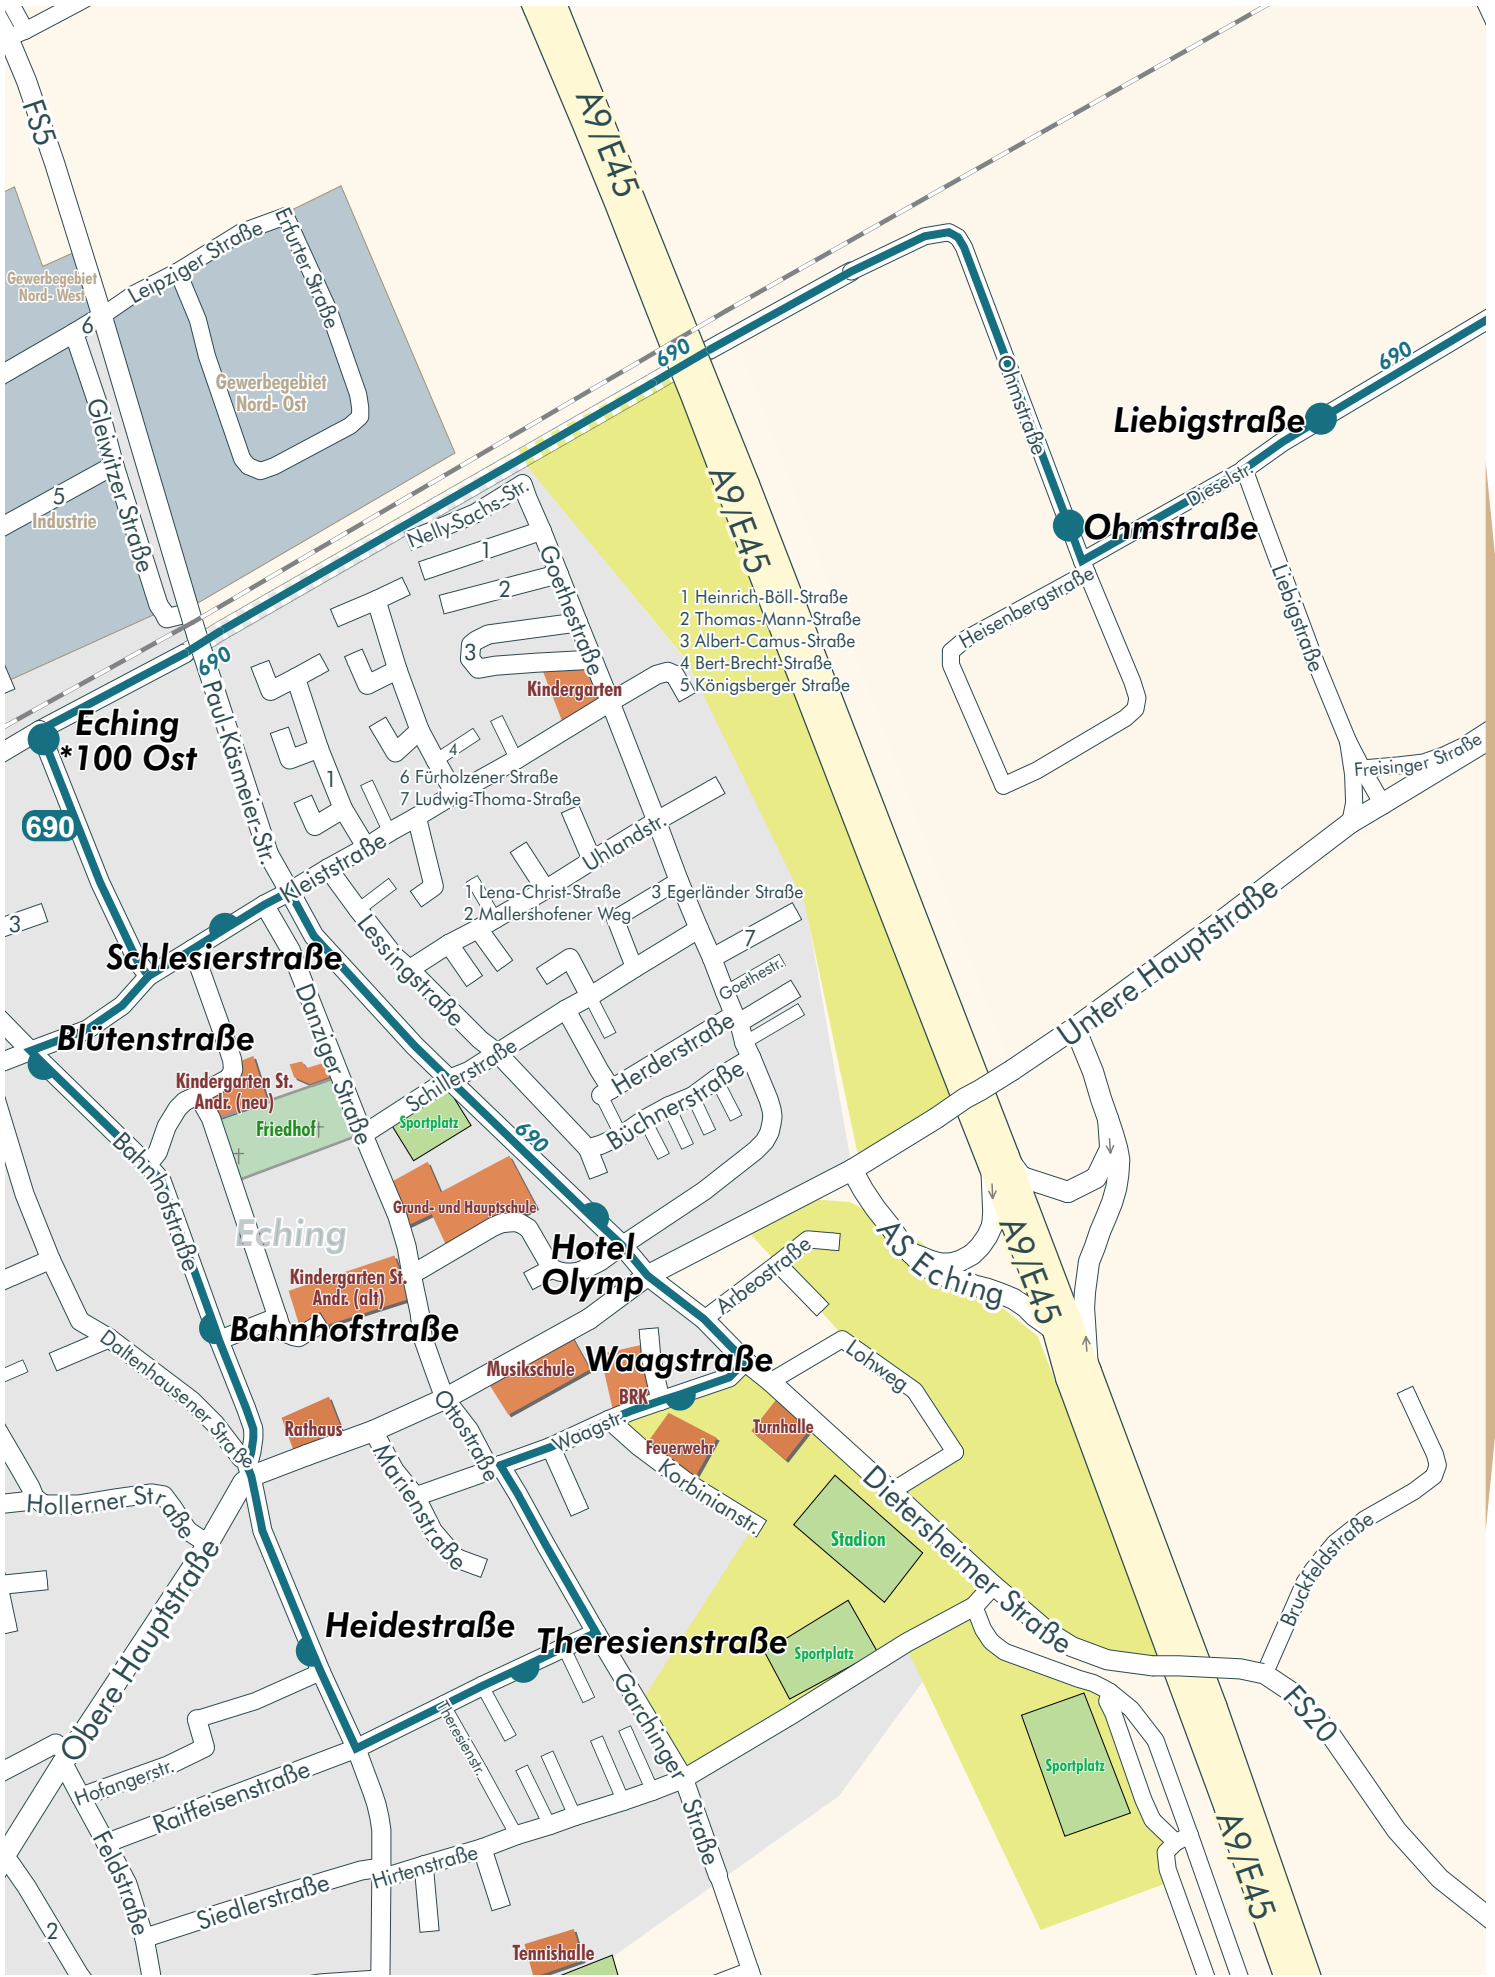 FS5
A9/E45
Leipziger Straße
Erfurter Straße
Gewerbegebiet
Nord- West
6
Gewerbegebiet
Nord- Ost
Gleiwitzer Straße
5
Industrie
690
690
Ohmstraße
Liebigstraße
Dieselstr.
Ohmstraße
A9/E45
Nelly-Sachs-Str.
1
2
3
Goethestraße
Kindergarten
1 Heinrich-Böll-Straße
2 Thomas-Mann-Straße
3 Albert-Camus-Straße
4 Bert-Brecht-Straße
5 Königsberger Straße
Heisenbergstraße
Liebigstraße
Freisinger Straße
690
Paul-Käsmeier-Str.
Eching
*100 Ost
690
4
1
6 Fürholzener Straße
7 Ludwig-Thoma-Straße
Kleiststraße
Uhlandstr.
1 Lena-Christ-Straße
2 Mallershofener Weg
3 Egerländer Straße
3
7
Goethestr.
Lessingstraße
Schlesierstraße
Danziger Straße
Untere Hauptstraße
Blütenstraße
Schillerstraße
Herderstraße
Büchnerstraße
Kindergarten St.
Andr. (neu)
Friedhof
Sportplatz
690
Bahnhofstraße
Grund- und Hauptschule
Eching
Hotel
Olymp
Arbeostraße
AS Eching
A9/E45
Kindergarten St.
Andr. (alt)
Bahnhofstraße
Daltenhausener Straße
Musikschule
Waagstraße
BRK
Lohweg
Rathaus
Ottostraße
Waagstr.
Feuerwehr
Turnhalle
Korbinianstr.
Marienstraße
Hollerner Straße
Dietersheimer Straße
Stadion
Obere Hauptstraße
Heidestraße
Theresienstraße
Sportplatz
Bruckfeldstraße
FS20
Garchinger Straße
Theresienstr.
Sportplatz
Hofangerstr.
Raiffeisenstraße
Feldstraße
Hirtenstraße
Siedlerstraße
2
A9/E45
Tennishalle